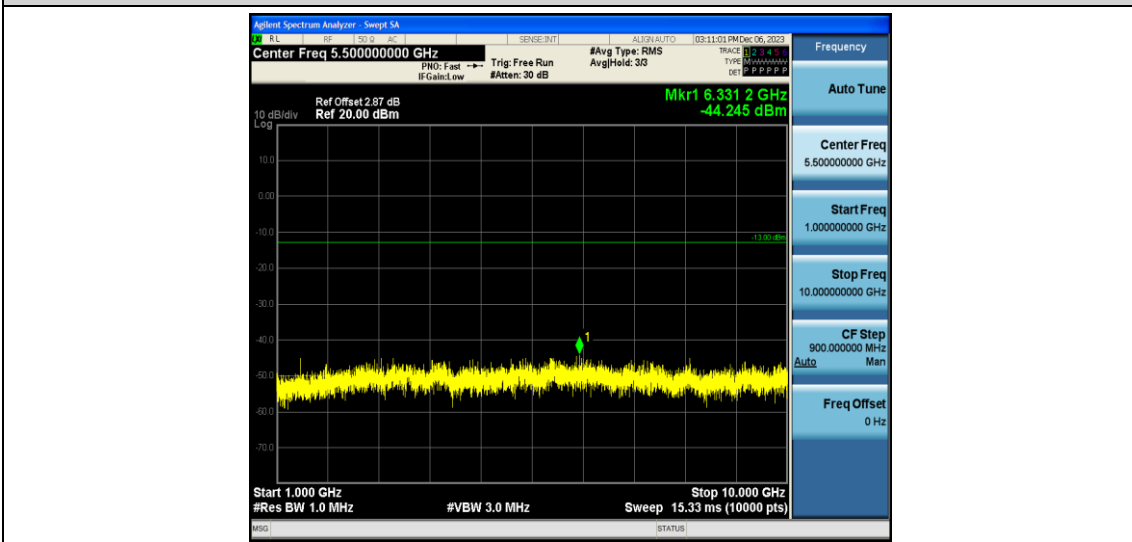 Agilent Spectrum Analyzer - Swept SA
RL RF 50 Ω AC SENSE:INT ALIGN AUTO 03:11:01 PM Dec 06, 2023
Center Freq 5.500000000 GHz
PNO: Fast
IFGain:Low
Trig: Free Run
#Atten: 30 dB
#Avg Type: RMS
Avg|Hold: 3/3
TRACE 1 2 3 4 5 6
TYPE M
DET P P P P P P
Frequency
Auto Tune
Center Freq
5.500000000 GHz
Start Freq
1.000000000 GHz
Stop Freq
10.000000000 GHz
CF Step
900.000000 MHz
Auto Man
Freq Offset
0 Hz
Mkr1 6.331 2 GHz
-44.245 dBm
Ref Offset 2.87 dB
10 dB/div Ref 20.00 dBm
Log
10.0
0.00
-10.0
-13.00 dBm
-20.0
-30.0
-40.0
1
-50.0
-60.0
-70.0
Start 1.000 GHz Stop 10.000 GHz
#Res BW 1.0 MHz #VBW 3.0 MHz Sweep 15.33 ms (10000 pts)
MSG STATUS